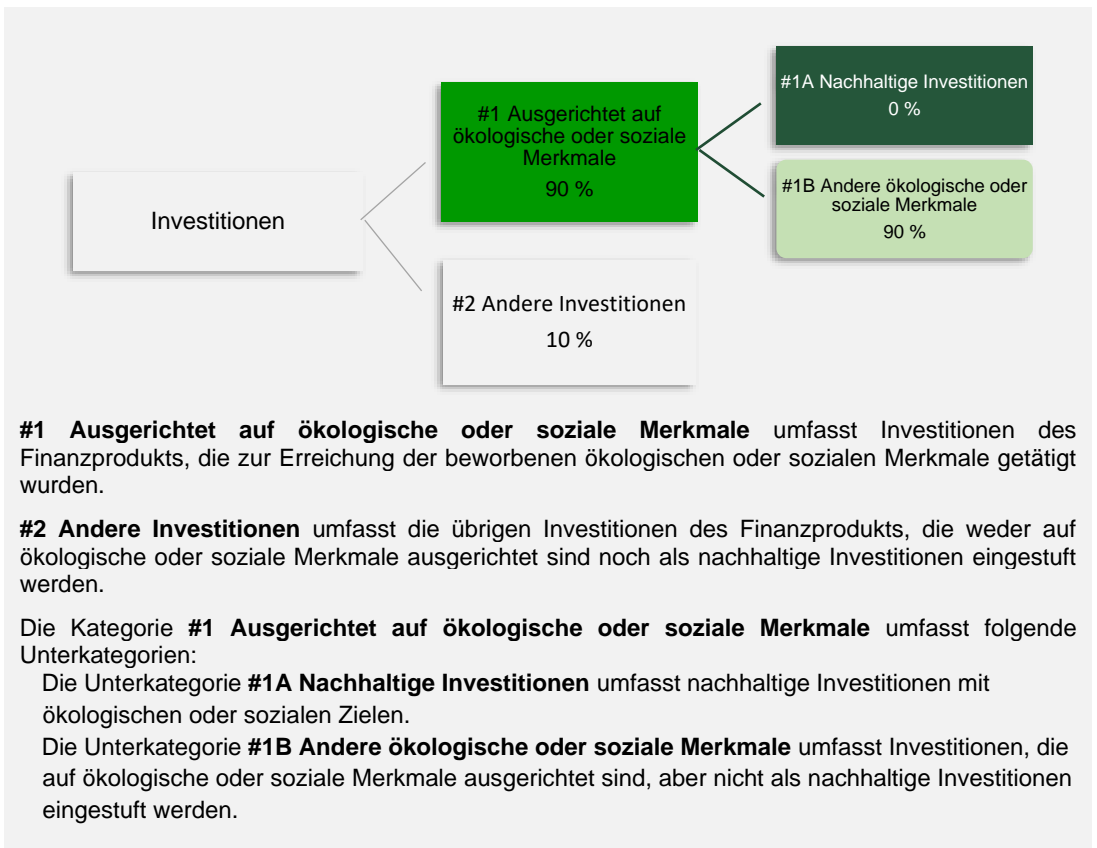 #1A Nachhaltige Investitionen
0 %
#1 Ausgerichtet auf
ökologische oder soziale
Merkmale
90 %
#1B Andere ökologische oder
soziale Merkmale
90 %
Investitionen
#2 Andere Investitionen
10 %
#1 Ausgerichtet auf ökologische oder soziale Merkmale umfasst Investitionen des
Finanzprodukts, die zur Erreichung der beworbenen ökologischen oder sozialen Merkmale getätigt
wurden.
#2 Andere Investitionen umfasst die übrigen Investitionen des Finanzprodukts, die weder auf
ökologische oder soziale Merkmale ausgerichtet sind noch als nachhaltige Investitionen eingestuft
werden.
Die Kategorie #1 Ausgerichtet auf ökologische oder soziale Merkmale umfasst folgende
Unterkategorien:
Die Unterkategorie #1A Nachhaltige Investitionen umfasst nachhaltige Investitionen mit
ökologischen oder sozialen Zielen.
Die Unterkategorie #1B Andere ökologische oder soziale Merkmale umfasst Investitionen, die
auf ökologische oder soziale Merkmale ausgerichtet sind, aber nicht als nachhaltige Investitionen
eingestuft werden.